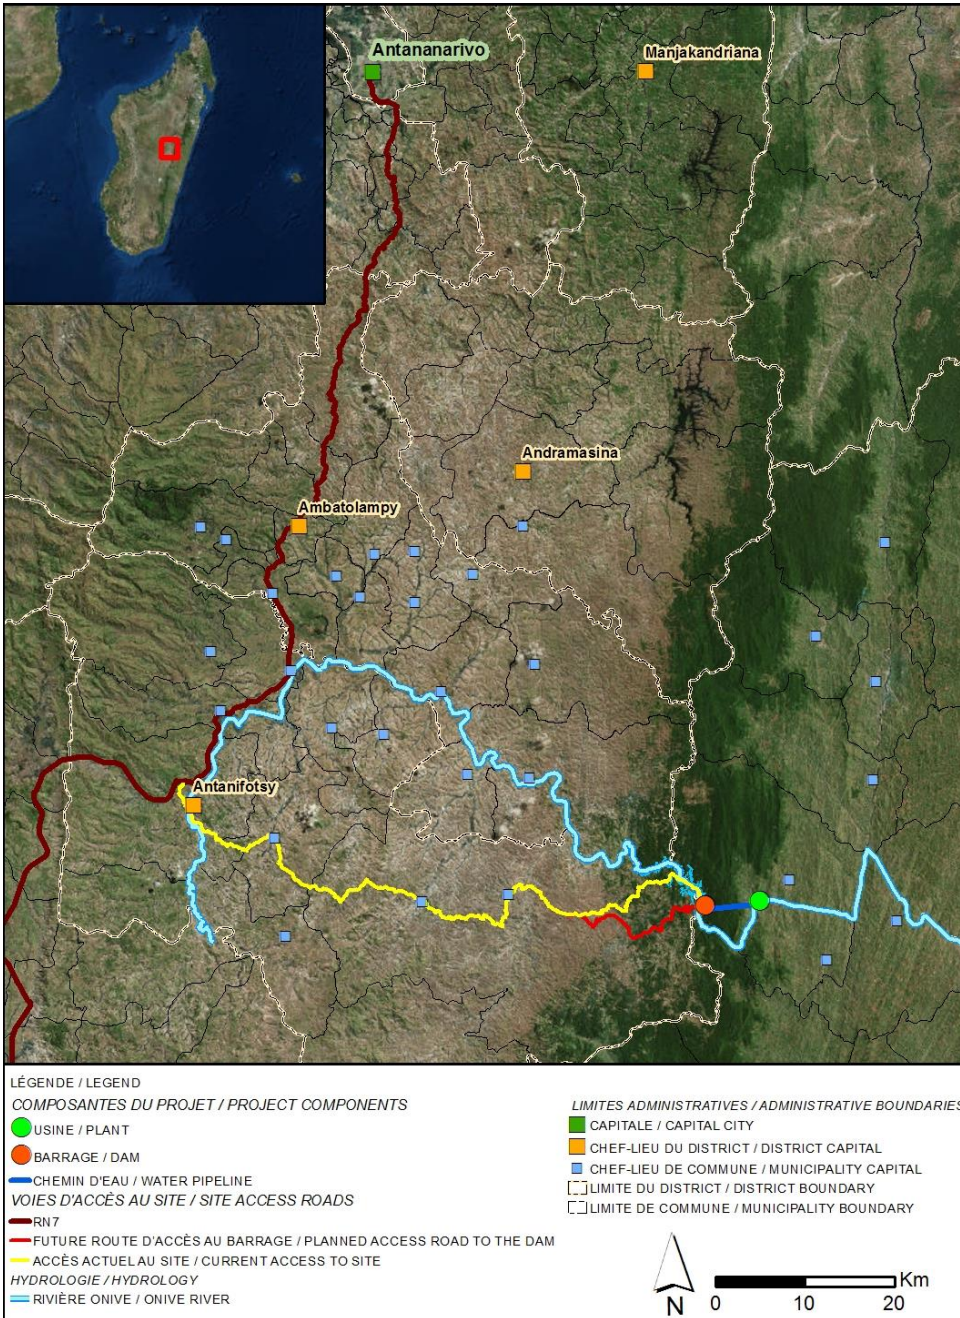 Antananarivo
Manjakandriana
Andramasina
Ambatolampy
Antanifotsy
LÉGENDE / LEGEND
COMPOSANTES DU PROJET / PROJECT COMPONENTS
USINE / PLANT
BARRAGE / DAM
CHEMIN D'EAU / WATER PIPELINE
VOIES D'ACCÈS AU SITE / SITE ACCESS ROADS
RN7
FUTURE ROUTE D'ACCÈS AU BARRAGE / PLANNED ACCESS ROAD TO THE DAM
ACCÈS ACTUEL AU SITE / CURRENT ACCESS TO SITE
HYDROLOGIE / HYDROLOGY
RIVIÈRE ONIVE / ONIVE RIVER
LIMITES ADMINISTRATIVES / ADMINISTRATIVE BOUNDARIES
CAPITALE / CAPITAL CITY
CHEF-LIEU DU DISTRICT / DISTRICT CAPITAL
CHEF-LIEU DE COMMUNE / MUNICIPALITY CAPITAL
LIMITE DU DISTRICT / DISTRICT BOUNDARY
LIMITE DE COMMUNE / MUNICIPALITY BOUNDARY
N
Km
0 10 20